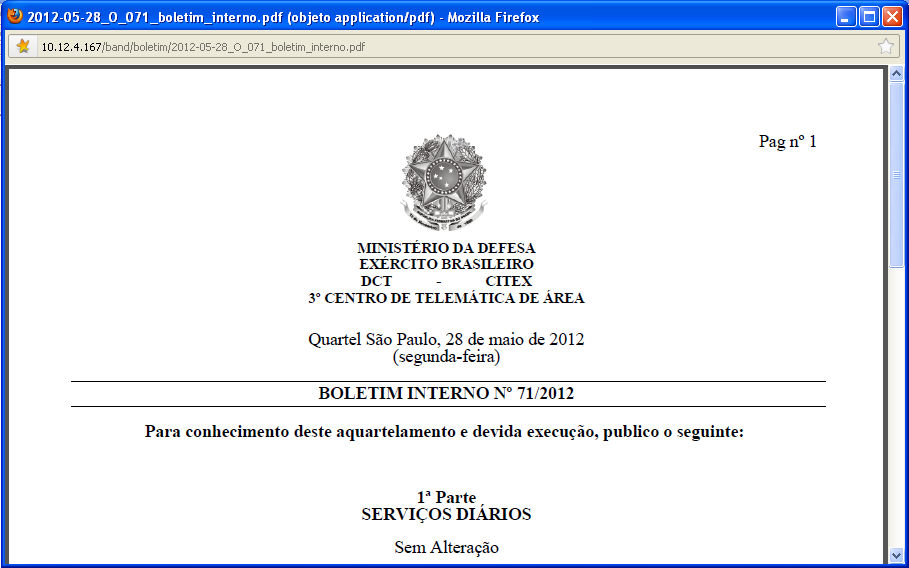 2012-05-28_O_071_boletim_interno.pdf (objeto application/pdf) - Mozilla Firefox
10.12.4.167/band/boletim/2012-05-28_O_071_boletim_interno.pdf
Pag nº 1
MINISTÉRIO DA DEFESA
EXÉRCITO BRASILEIRO
DCT - CITEX
3º CENTRO DE TELEMÁTICA DE ÁREA
Quartel São Paulo, 28 de maio de 2012
(segunda-feira)
BOLETIM INTERNO Nº 71/2012
Para conhecimento deste aquartelamento e devida execução, publico o seguinte:
1ª Parte
SERVIÇOS DIÁRIOS
Sem Alteração